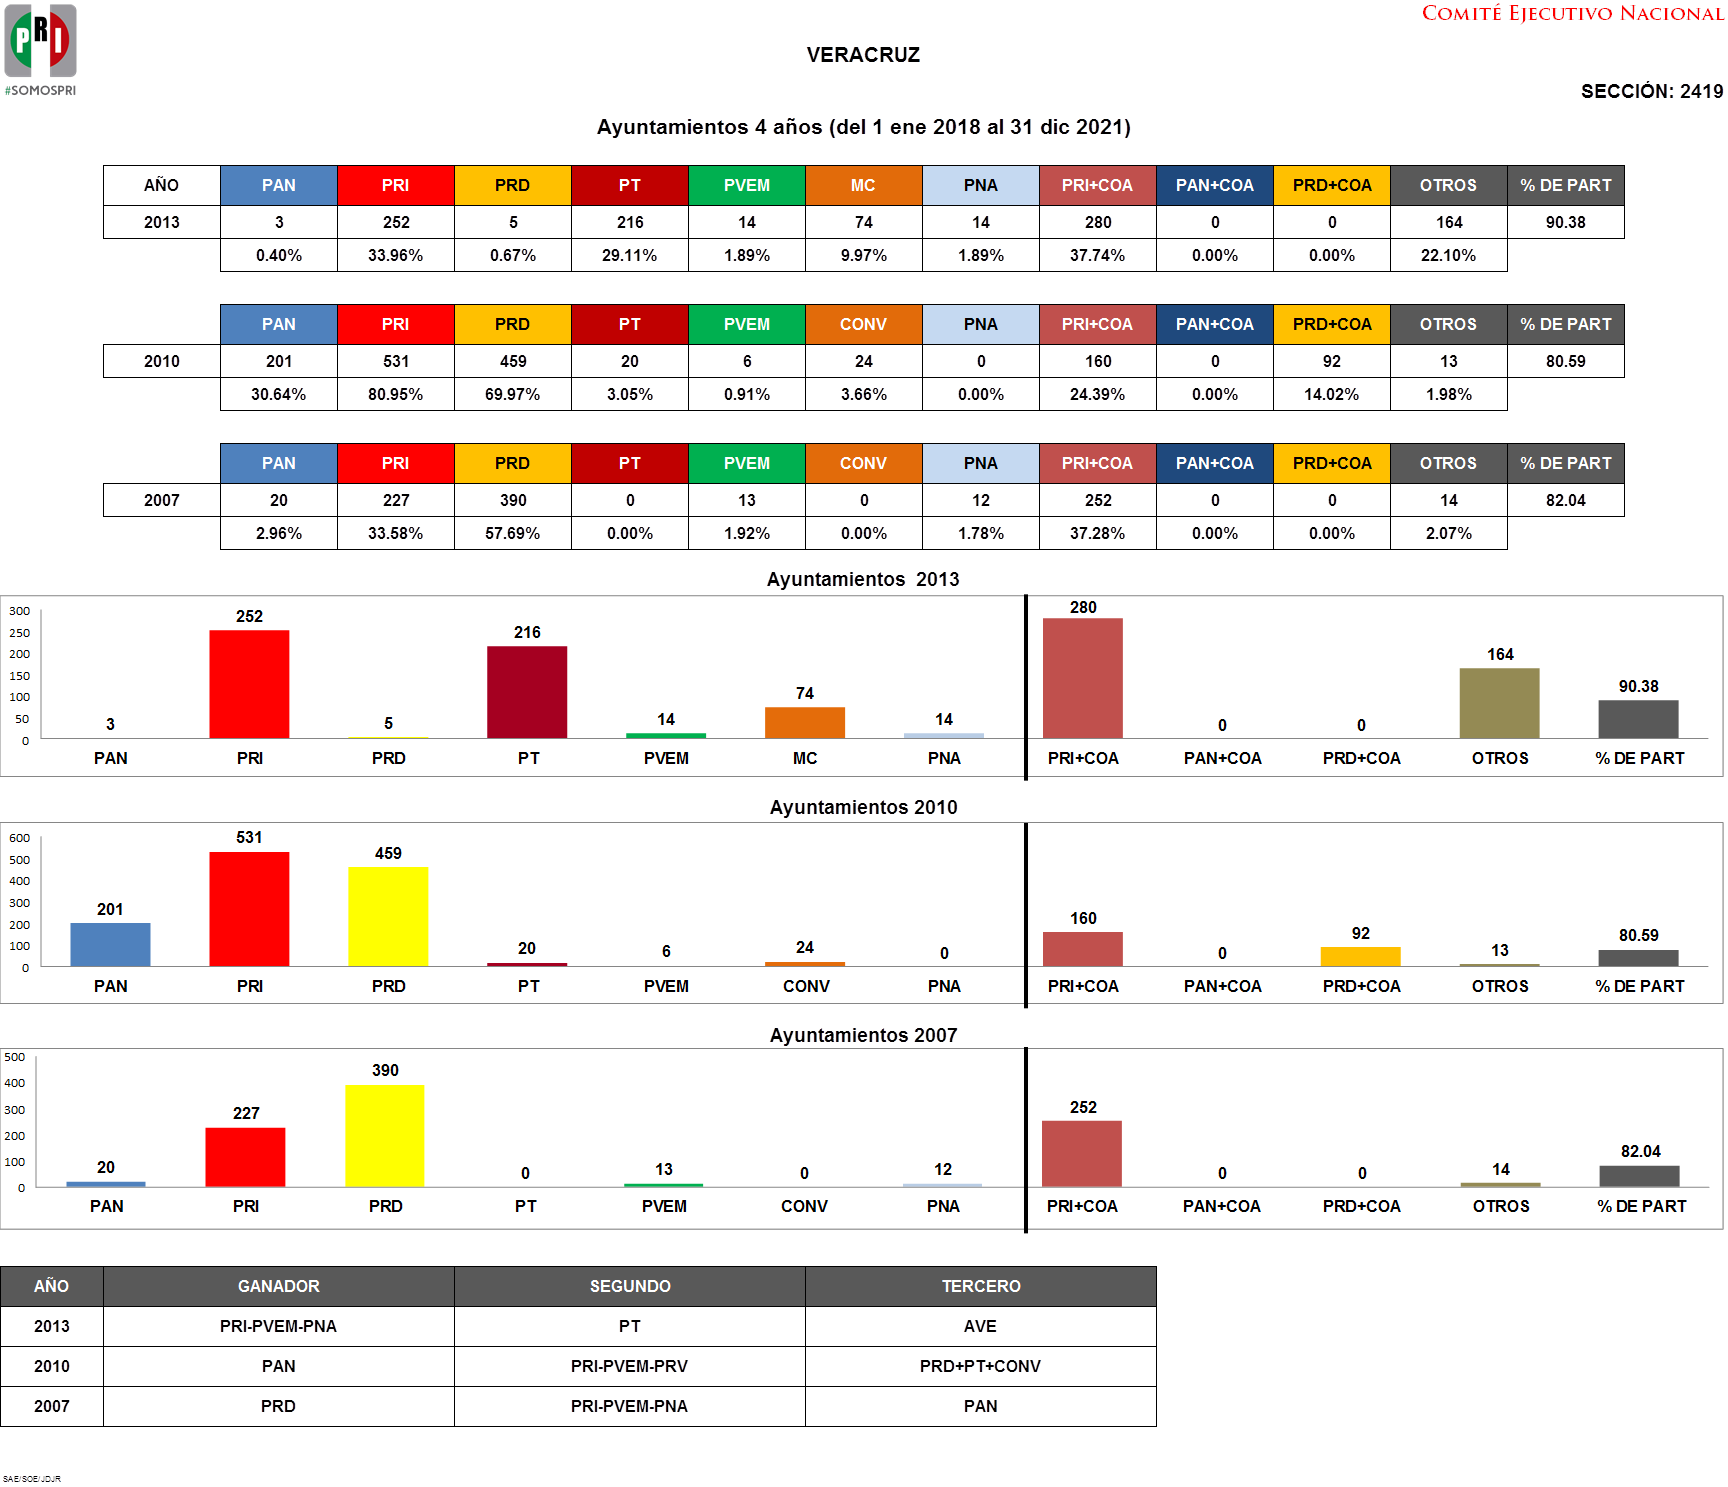 PRI
#SOMOSPRI
COMITÉ EJECUTIVO NACIONAL
VERACRUZ
SECCIÓN: 2419
Ayuntamientos 4 años (del 1 ene 2018 al 31 dic 2021)
AÑO PAN PRI PRD PT PVEM MC PNA PRI+COA PAN+COA PRD+COA OTROS % DE PART
2013 3 252 5 216 14 74 14 280 0 0 164 90.38
0.40% 33.96% 0.67% 29.11% 1.89% 9.97% 1.89% 37.74% 0.00% 0.00% 22.10%
PAN PRI PRD PT PVEM CONV PNA PRI+COA PAN+COA PRD+COA OTROS % DE PART
2010 201 531 459 20 6 24 0 160 0 92 13 80.59
30.64% 80.95% 69.97% 3.05% 0.91% 3.66% 0.00% 24.39% 0.00% 14.02% 1.98%
PAN PRI PRD PT PVEM CONV PNA PRI+COA PAN+COA PRD+COA OTROS % DE PART
2007 20 227 390 0 13 0 12 252 0 0 14 82.04
2.96% 33.58% 57.69% 0.00% 1.92% 0.00% 1.78% 37.28% 0.00% 0.00% 2.07%
Ayuntamientos 2013
300
250
200
150
100
50
0
3 252 5 216 14 74 14 280 0 0 164 90.38
PAN PRI PRD PT PVEM MC PNA PRI+COA PAN+COA PRD+COA OTROS % DE PART
Ayuntamientos 2010
600
500
400
300
200
100
0
201 531 459 20 6 24 0 160 0 92 13 80.59
PAN PRI PRD PT PVEM CONV PNA PRI+COA PAN+COA PRD+COA OTROS % DE PART
Ayuntamientos 2007
500
400
300
200
100
0
20 227 390 0 13 0 12 252 0 0 14 82.04
PAN PRI PRD PT PVEM CONV PNA PRI+COA PAN+COA PRD+COA OTROS % DE PART
AÑO GANADOR SEGUNDO TERCERO
2013 PRI-PVEM-PNA PT AVE
2010 PAN PRI-PVEM-PRV PRD+PT+CONV
2007 PRD PRI-PVEM-PNA PAN
SAE/SOE/JDJR